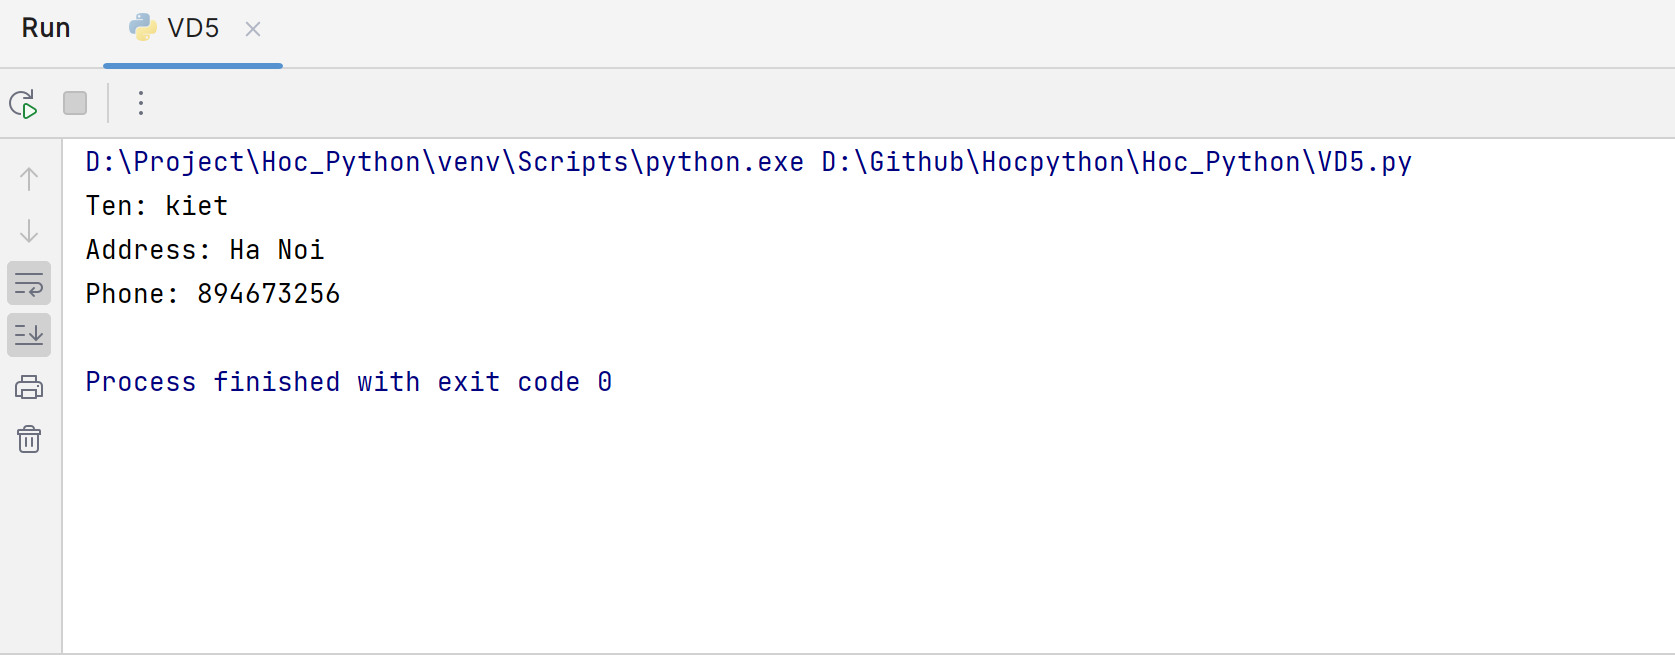 Run VD5
D:\Project\Hoc_Python\venv\Scripts\python.exe D:\Github\Hocpython\Hoc_Python\VD5.py
Ten: kiet
Address: Ha Noi
Phone: 894673256
Process finished with exit code 0